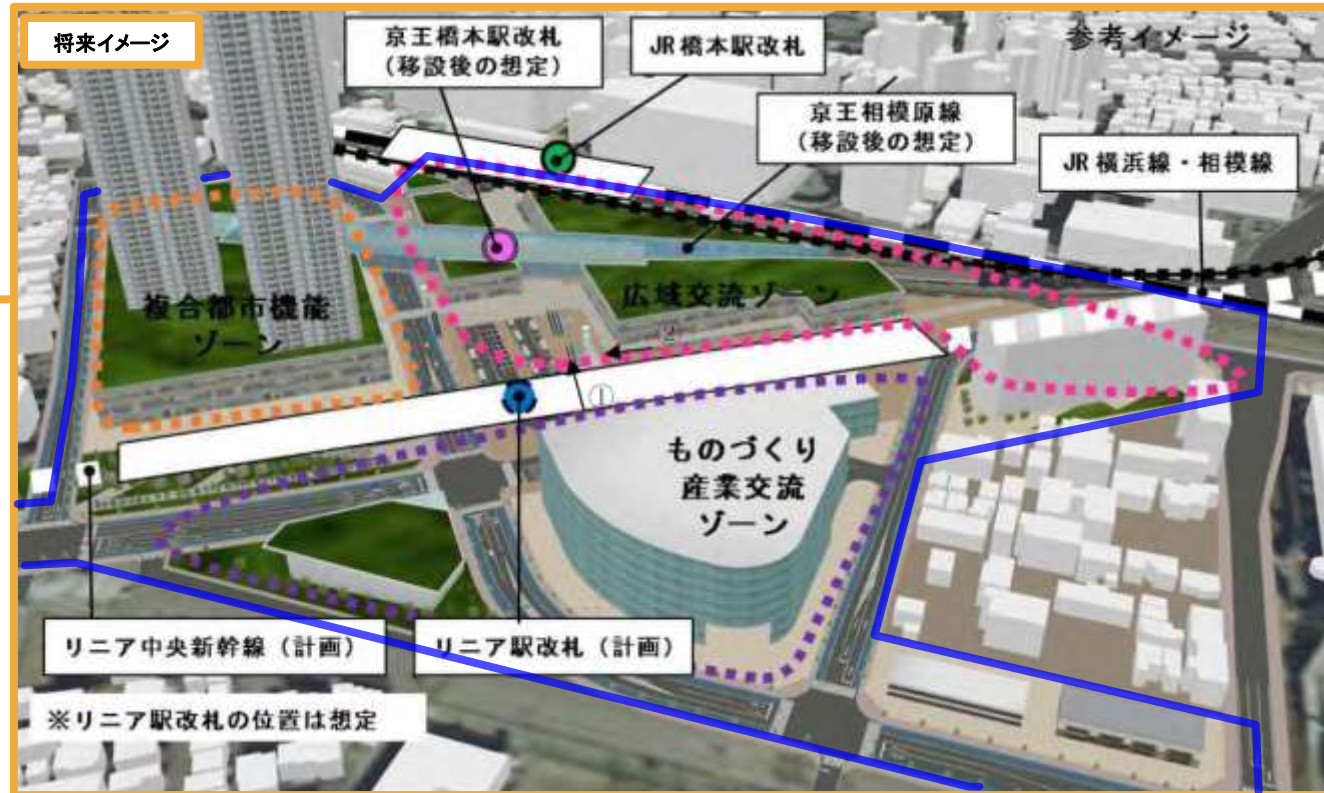 将来イメージ
参考イメージ
京王橋本駅改札
(移設後の想定)
JR橋本駅改札
京王相模原線
(移設後の想定)
JR横浜線・相模線
複合都市機能
ゾーン
広域交流ゾーン
②
①
ものづくり
産業交流
ゾーン
リニア中央新幹線(計画)
リニア駅改札(計画)
※リニア駅改札の位置は想定